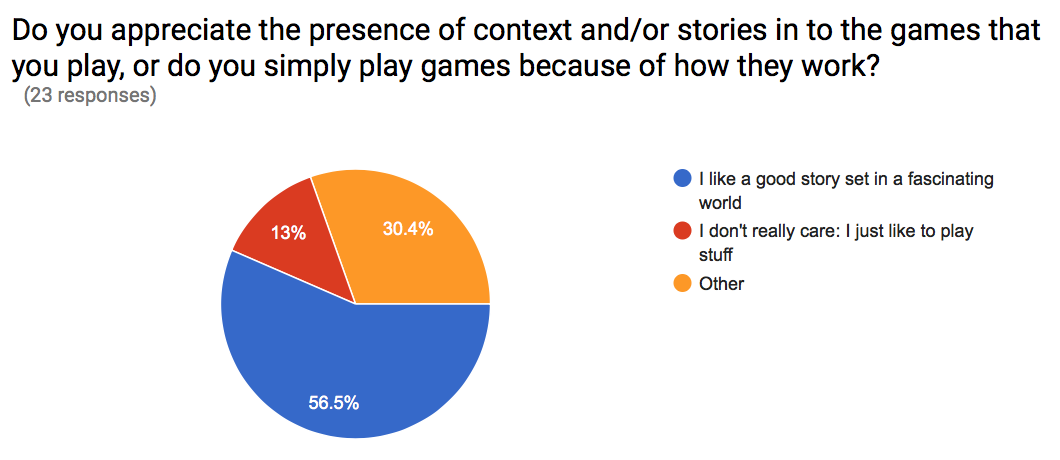 Do you appreciate the presence of context and/or stories in to the games that
you play, or do you simply play games because of how they work?
(23 responses)
I like a good story set in a fascinating
world
I don't really care: I just like to play
stuff
Other
13%
30.4%
56.5%